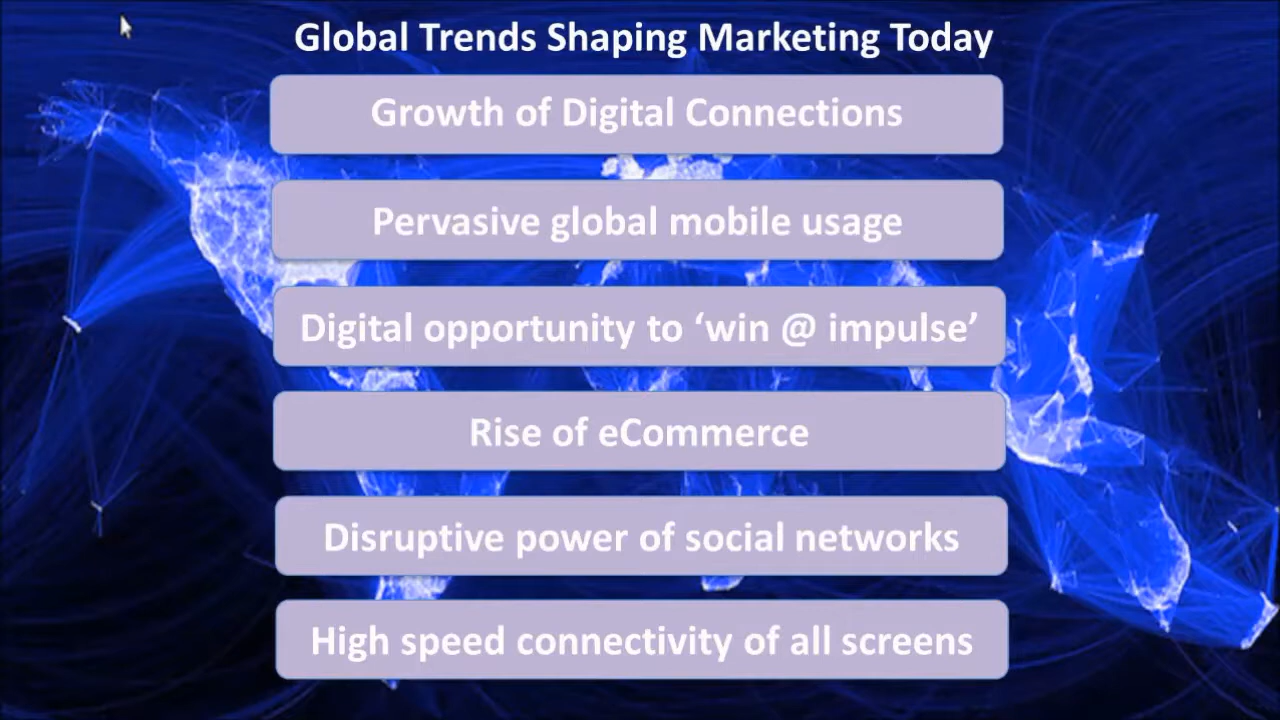 Global Trends Shaping Marketing Today
Growth of Digital Connections
Pervasive global mobile usage
Digital opportunity to ‘win @ impulse’
Rise of eCommerce
Disruptive power of social networks
High speed connectivity of all screens